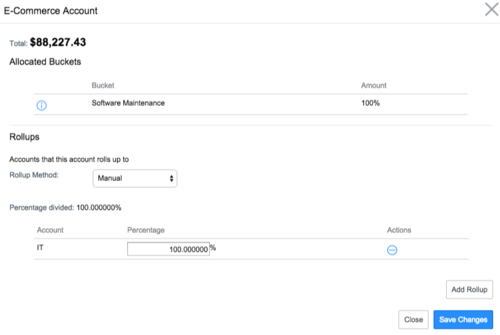 E-Commerce Account
Total: $88,227.43
Allocated Buckets
Bucket Amount
Software Maintenance 100%
Rollups
Accounts that this account rolls up to
Rollup Method: Manual
Percentage divided: 100.000000%
Account Percentage Actions
IT 100.000000 %
Add Rollup
Close Save Changes